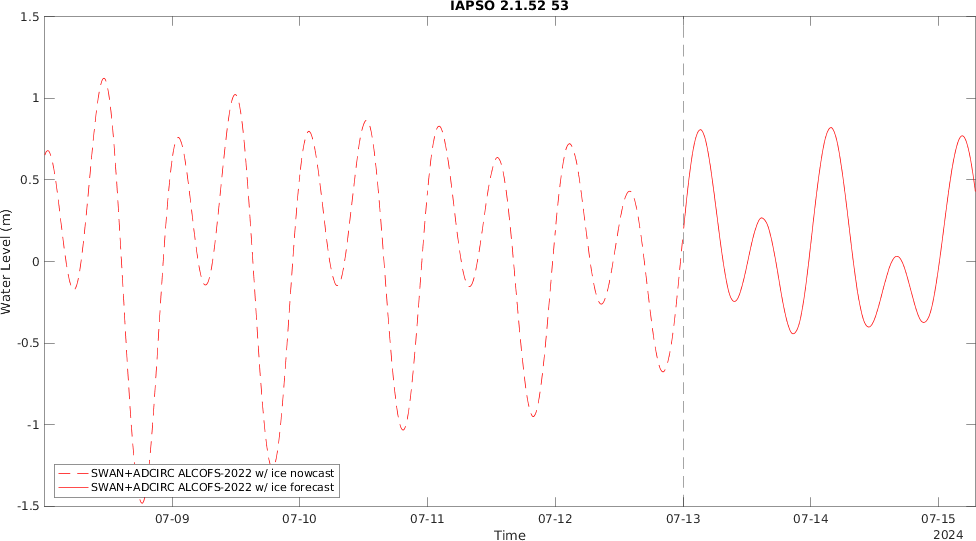 IAPSO 2.1.52 53
1.5
1
0.5
0
-0.5
-1
-1.5
Water Level (m)
SWAN+ADCIRC ALCOFS-2022 w/ ice nowcast
SWAN+ADCIRC ALCOFS-2022 w/ ice forecast
07-09 07-10 07-11 07-12 07-13 07-14 07-15
Time
2024